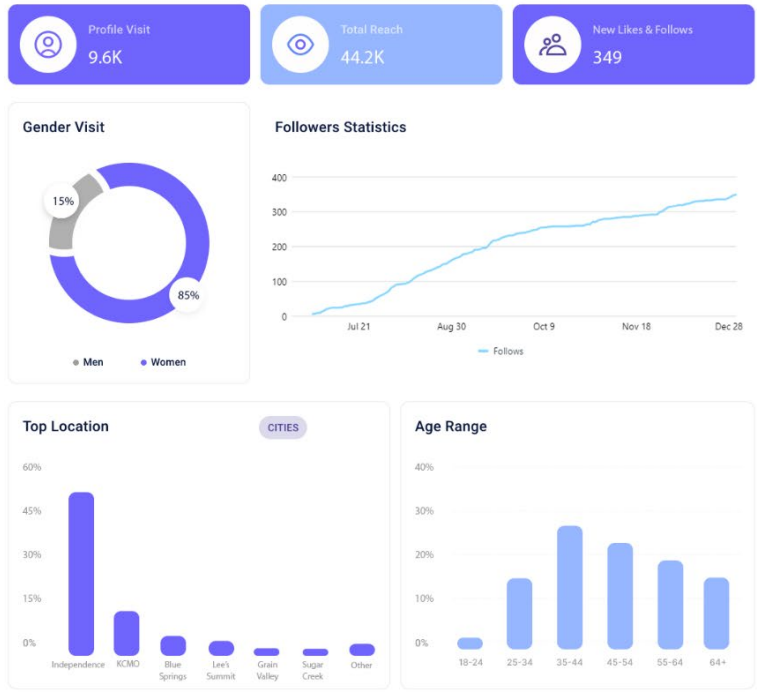 Profile Visit
9.6K
Total Reach
44.2K
New Likes & Follows
349
Gender Visit
15%
85%
Men
Women
Followers Statistics
400
300
200
100
0
Jul 21
Aug 30
Oct 9
Nov 18
Dec 28
Follows
Top Location
CITIES
60%
45%
30%
15%
0%
Independence
KCMO
Blue
Springs
Lee's
Summit
Grain
Valley
Sugar
Creek
Other
Age Range
40%
30%
20%
10%
0%
18-24
25-34
35-44
45-54
55-64
64+